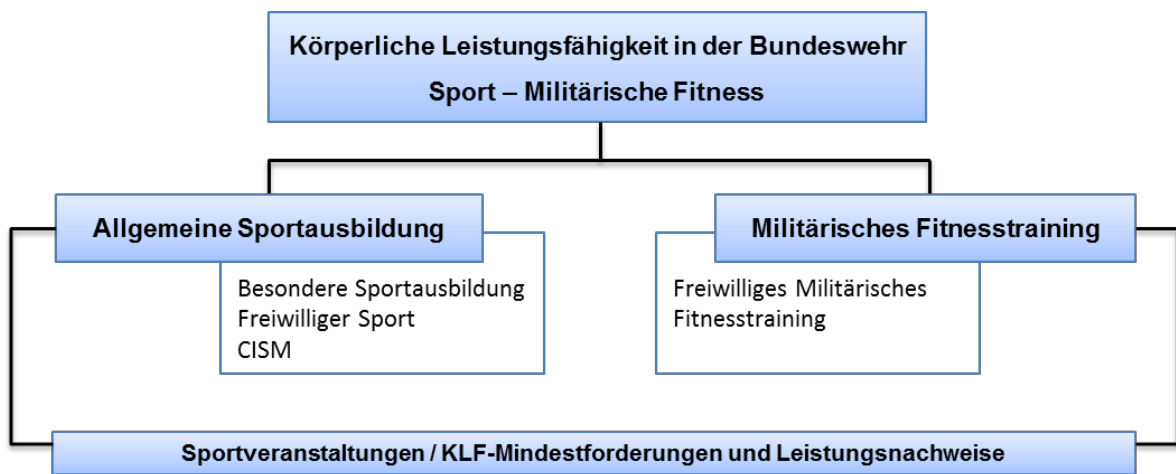 Körperliche Leistungsfähigkeit in der Bundeswehr
Sport – Militärische Fitness
Allgemeine Sportausbildung
Besondere Sportausbildung
Freiwilliger Sport
CISM
Militärisches Fitnesstraining
Freiwilliges Militärisches
Fitnesstraining
Sportveranstaltungen / KLF-Mindestforderungen und Leistungsnachweise